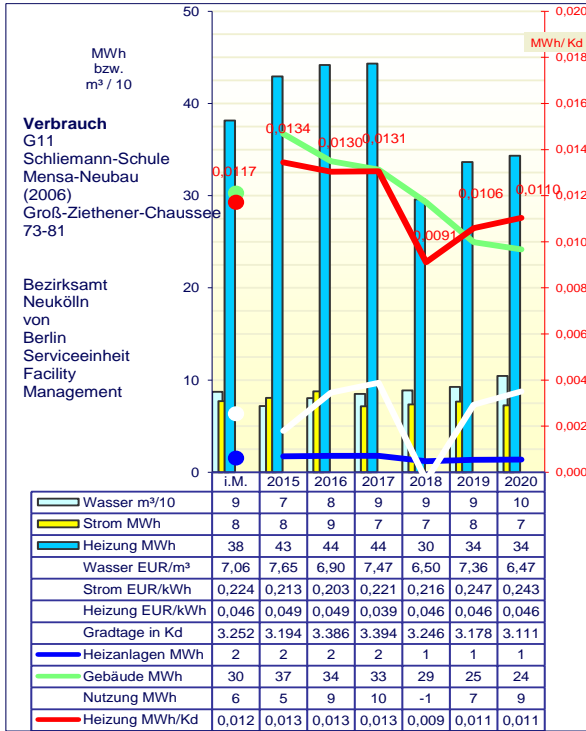 50
40
30
20
10
0
MWh
bzw.
m³ / 10
Verbrauch
G11
Schliemann-Schule
Mensa-Neubau
(2006)
Groß-Ziethener-Chaussee
73-81
Bezirksamt
Neukölln
von
Berlin
Serviceeinheit
Facility
Management
0,0117
0,0134
0,0130
0,0131
0,0091
0,0106
0,0110
MWh/ Kd
0,020
0,018
0,016
0,014
0,012
0,010
0,008
0,006
0,004
0,002
0,000
i.M. 2015 2016 2017 2018 2019 2020
Wasser m³/10 9 7 8 9 9 9 10
Strom MWh 8 8 9 7 7 8 7
Heizung MWh 38 43 44 44 30 34 34
Wasser EUR/m³ 7,06 7,65 6,90 7,47 6,50 7,36 6,47
Strom EUR/kWh 0,224 0,213 0,203 0,221 0,216 0,247 0,243
Heizung EUR/kWh 0,046 0,049 0,049 0,039 0,046 0,046 0,046
Gradtage in Kd 3.252 3.194 3.386 3.394 3.246 3.178 3.111
Heizanlagen MWh 2 2 2 2 1 1 1
Gebäude MWh 30 37 34 33 29 25 24
Nutzung MWh 6 5 9 10 -1 7 9
Heizung MWh/Kd 0,012 0,013 0,013 0,013 0,009 0,011 0,011